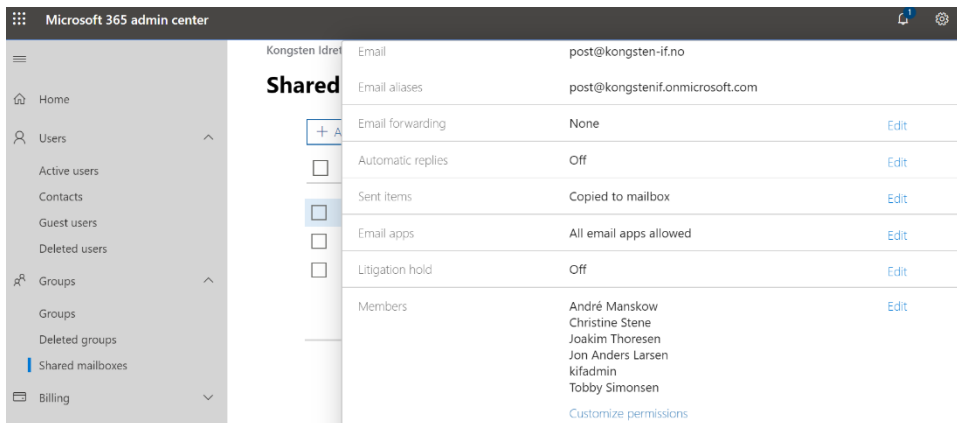 Microsoft 365 admin center
1
Home
Users
Active users
Contacts
Guest users
Deleted users
Groups
Groups
Deleted groups
Shared mailboxes
Billing
Kongsten Idret
Shared
+ A
Email post@kongsten-if.no
Email aliases post@kongstenif.onmicrosoft.com
Email forwarding None Edit
Automatic replies Off Edit
Sent items Copied to mailbox Edit
Email apps All email apps allowed Edit
Litigation hold Off Edit
Members André Manskow Edit
Christine Stene
Joakim Thoresen
Jon Anders Larsen
kifadmin
Tobby Simonsen
Customize permissions